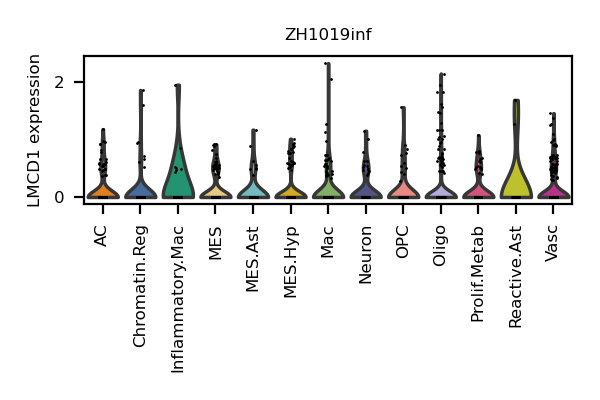 ZH1019inf
LMCD1 expression
2
0
AC
Chromatin.Reg
Inflammatory.Mac
MES
MES.Ast
MES.Hyp
Mac
Neuron
OPC
Oligo
Prolif.Metab
Reactive.Ast
Vasc